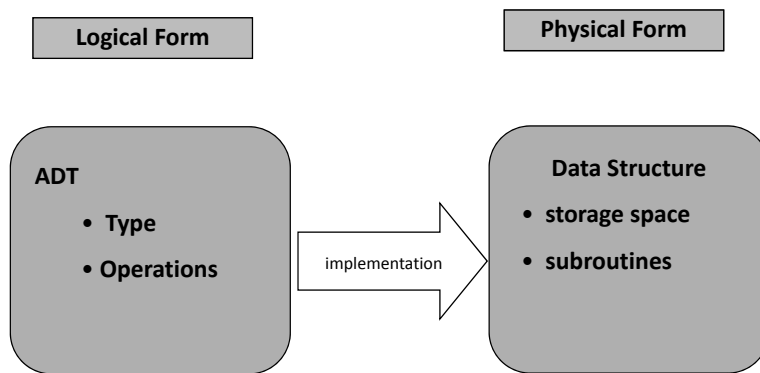 Logical Form
Physical Form
ADT
• Type
• Operations
implementation
Data Structure
• storage space
• subroutines